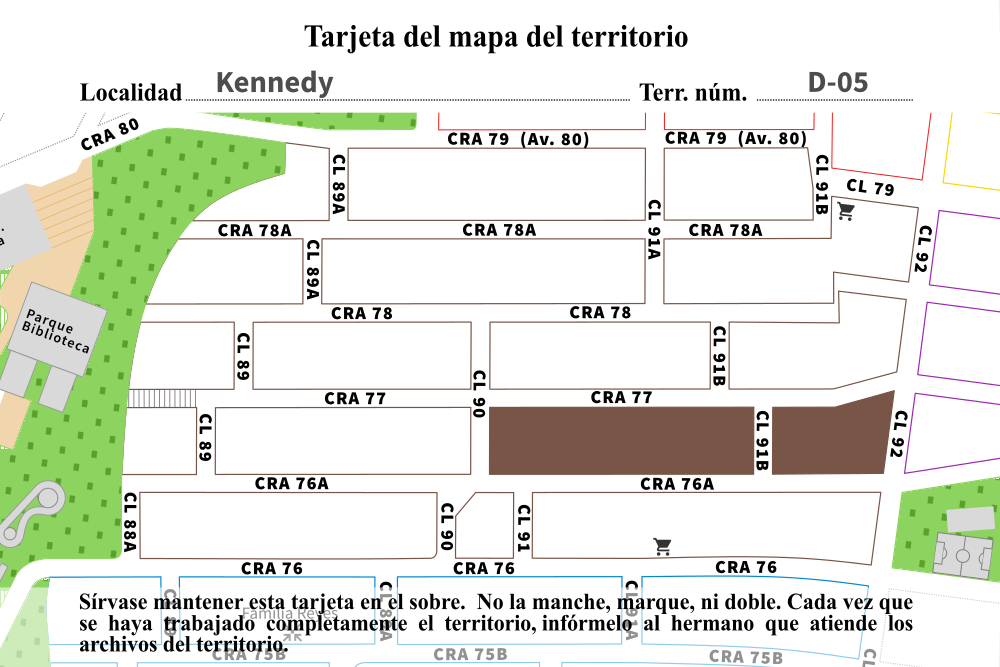 Tarjeta del mapa del territorio
Localidad Kennedy Terr. núm. D-05
CRA 80
CRA 79 (Av. 80)
CRA 79 (Av. 80)
CL 89A
CL 91B
CL 79
CL 91A
CRA 78A
CRA 78A
CRA 78A
CL 92
CL 89A
CRA 78
CRA 78
Parque
Biblioteca
CL 89
CL 91B
CL 90
CRA 77
CRA 77
CL 89
CL 91B
CL 92
CRA 76A
CRA 76A
CL 88A
CL 90
CL 91
CRA 76
CRA 76
CRA 76
Sírvase mantener esta tarjeta en el sobre. No la manche, marque, ni doble. Cada vez que
se haya trabajado completamente el territorio, infórmelo al hermano que atiende los
archivos del territorio.
Familia Reyes
CL 91A
CRA 75B
CRA 75B
CRA 75B